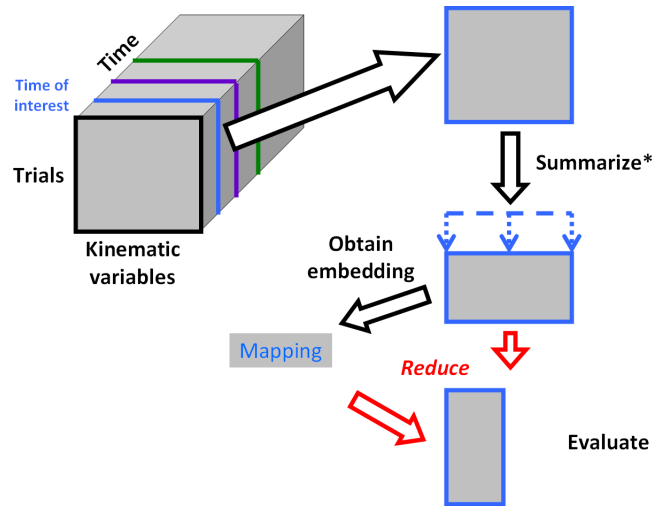 Time
Time of
interest
Trials
Kinematic
variables
Summarize*
Obtain
embedding
Mapping
Reduce
Evaluate